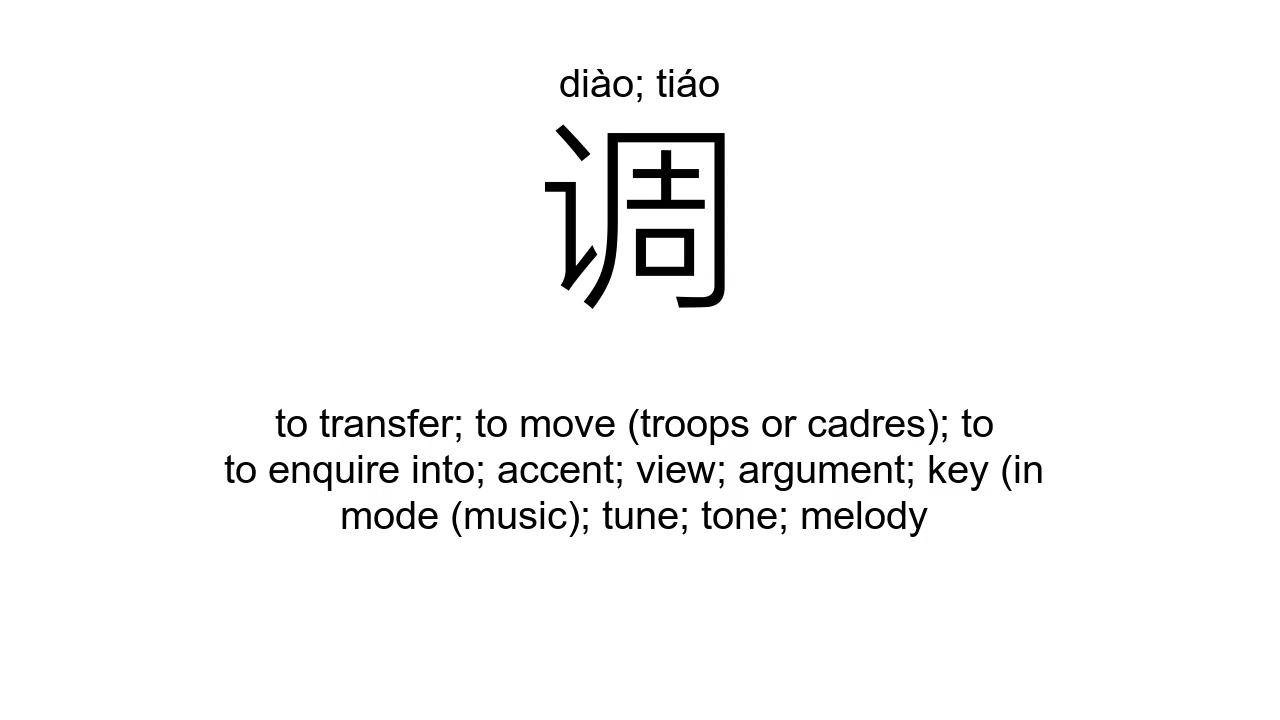 diào; tiáo
调
to transfer; to move (troops or cadres); to
to enquire into; accent; view; argument; key (in
mode (music); tune; tone; melody